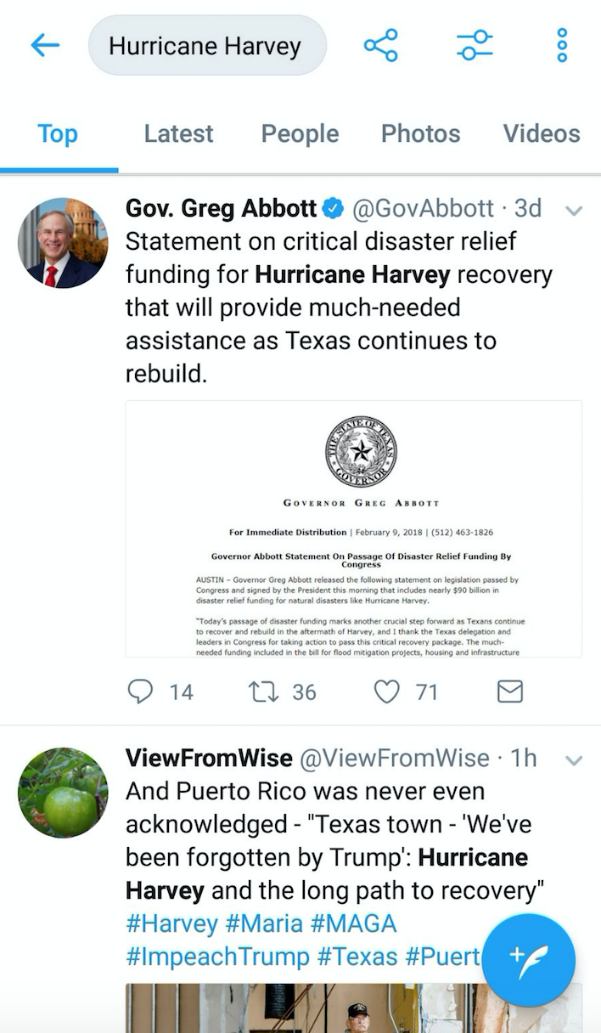 Hurricane Harvey
Top Latest People Photos Videos
Gov. Greg Abbott @GovAbbott · 3d
Statement on critical disaster relief
funding for Hurricane Harvey recovery
that will provide much-needed
assistance as Texas continues to
rebuild.
THE STATE OF TEXAS
GOVERNOR
GOVERNOR GREG ABBOTT
For Immediate Distribution | February 9, 2018 | (512) 463-1826
Governor Abbott Statement On Passage Of Disaster Relief Funding By
Congress
AUSTIN – Governor Greg Abbott released the following statement on legislation passed by
Congress and signed by the President this morning that includes nearly $90 billion in
disaster relief funding for natural disasters like Hurricane Harvey.
"Today's passage of disaster funding marks another crucial step forward as Texans continue
to recover and rebuild in the aftermath of Harvey, and I thank the Texas delegation and
leaders in Congress for taking action to pass this critical recovery package. The much-
needed funding included in the bill for flood mitigation projects, housing and infrastructure
14 36 71
ViewFromWise @ViewFromWise · 1h
And Puerto Rico was never even
acknowledged - "Texas town - 'We've
been forgotten by Trump': Hurricane
Harvey and the long path to recovery"
#Harvey #Maria #MAGA
#ImpeachTrump #Texas #Puert